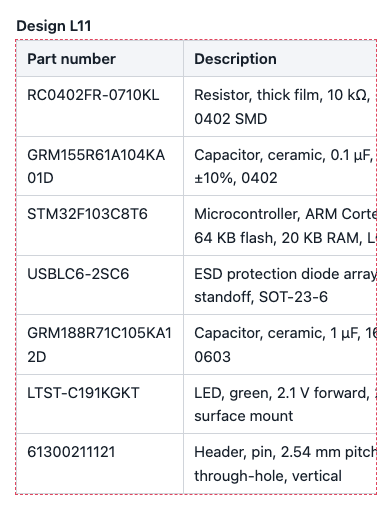 Design L11
Part number Description
RC0402FR-0710KL Resistor, thick film, 10 kΩ,
0402 SMD
GRM155R61A104KA Capacitor, ceramic, 0.1 µF,
01D ±10%, 0402
STM32F103C8T6 Microcontroller, ARM
64 KB flash, 20 KB RAM,
USBLC6-2SC6 ESD protection diode array
standoff, SOT-23-6
GRM188R71C105KA1 Capacitor, ceramic, 1 µF,
2D 0603
LTST-C191KGKT LED, green, 2.1 V forward,
surface mount
61300211121 Header, pin, 2.54 mm pitch
through-hole, vertical